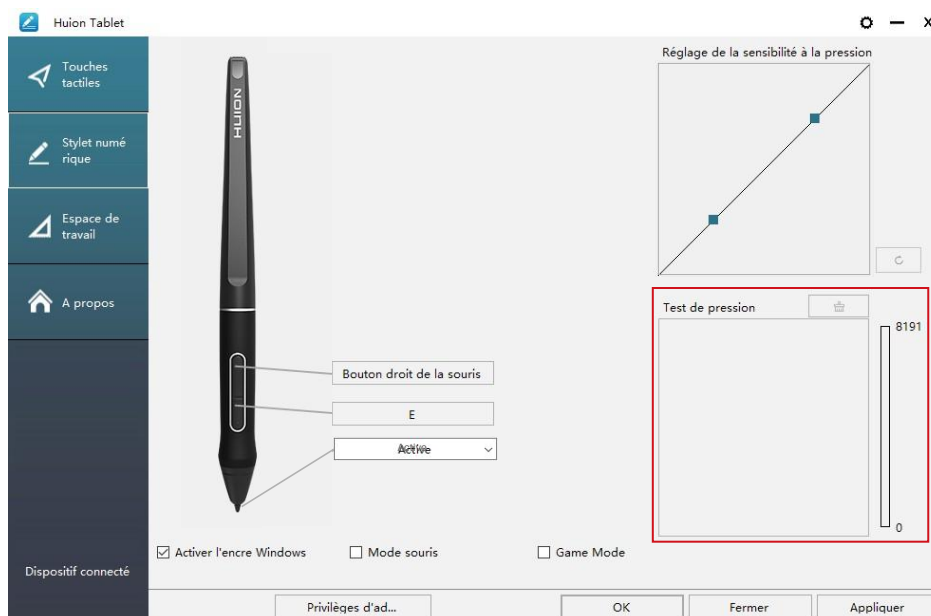 Huion Tablet
X
Touches
tactiles
Stylet numé
rique
Espace de
travail
A propos
Dispositif connecté
HUION
Bouton droit de la souris
E
Active
Activer l'encre Windows
Mode souris
Game Mode
Réglage de la sensibilité à la pression
Test de pression
8191
0
Privilèges d'ad...
OK
Fermer
Appliquer